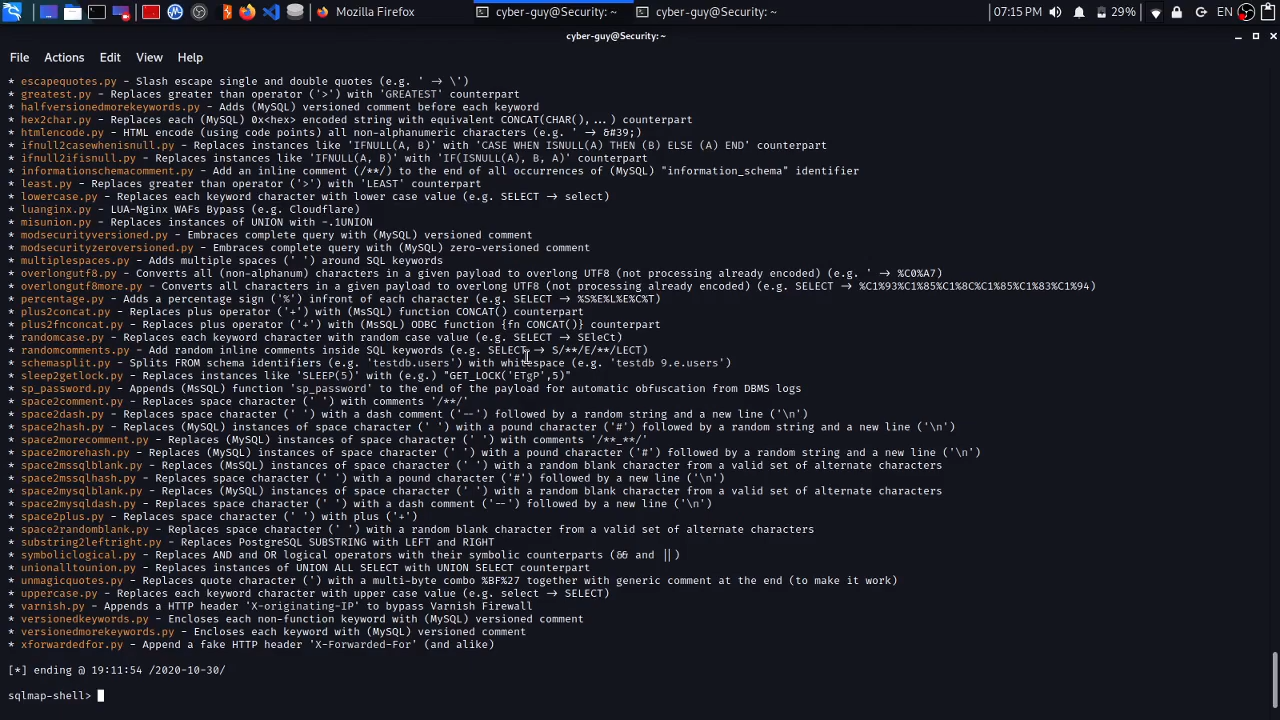 Mozilla Firefox
cyber-guy@Security: ~
cyber-guy@Security: ~
07:15 PM
29%
EN
cyber-guy@Security: ~
File Actions Edit View Help
* escapequotes.py - Slash escape single and double quotes (e.g. ' -> \')
* greatest.py - Replaces greater than operator ('>') with 'GREATEST' counterpart
* halfversionedmorekeywords.py - Adds (MySQL) versioned comment before each keyword
* hex2char.py - Replaces each (MySQL) 0x<hex> encoded string with equivalent CONCAT(CHAR(),...) counterpart
* htmlencode.py - HTML encode (using code points) all non-alphanumeric characters (e.g. ' -> &#39;)
* ifnull2casewhenisnull.py - Replaces instances like 'IFNULL(A, B)' with 'CASE WHEN ISNULL(A) THEN (B) ELSE (A) END' counterpart
* ifnull2ifisnull.py - Replaces instances like 'IFNULL(A, B)' with 'IF(ISNULL(A), B, A)' counterpart
* informationschemacomment.py - Add an inline comment (/**/) to the end of all occurrences of (MySQL) "information_schema" identifier
* least.py - Replaces greater than operator ('>') with 'LEAST' counterpart
* lowercase.py - Replaces each keyword character with lower case value (e.g. SELECT -> select)
* luanginx.py - LUA-Nginx WAFs Bypass (e.g. Cloudflare)
* misunion.py - Replaces instances of UNION with -.1UNION
* modsecurityversioned.py - Embraces complete query with (MySQL) versioned comment
* modsecurityzeroversioned.py - Embraces complete query with (MySQL) zero-versioned comment
* multiplespaces.py - Adds multiple spaces (' ') around SQL keywords
* overlongutf8.py - Converts all (non-alphanum) characters in a given payload to overlong UTF8 (not processing already encoded) (e.g. ' -> %C0%A7)
* overlongutf8more.py - Converts all characters in a given payload to overlong UTF8 (not processing already encoded) (e.g. SELECT -> %C1%93%C1%85%C1%8C%C1%85%C1%83%C1%94)
* percentage.py - Adds a percentage sign ('%') infront of each character (e.g. SELECT -> %S%E%L%E%C%T)
* plus2concat.py - Replaces plus operator ('+') with (MsSQL) function CONCAT() counterpart
* plus2fnconcat.py - Replaces plus operator ('+') with (MsSQL) ODBC function {fn CONCAT()} counterpart
* randomcase.py - Replaces each keyword character with random case value (e.g. SELECT -> SEleCt)
* randomcomments.py - Add random inline comments inside SQL keywords (e.g. SELECT -> S/**/E/**/LECT)
* schemasplit.py - Splits FROM schema identifiers (e.g. 'testdb.users') with whitespace (e.g. 'testdb 9.e.users')
* sleep2getlock.py - Replaces instances like 'SLEEP(5)' with (e.g.) "GET_LOCK('ETgP',5)"
* sp_password.py - Appends (MsSQL) function 'sp_password' to the end of the payload for automatic obfuscation from DBMS logs
* space2comment.py - Replaces space character (' ') with comments '/**/'
* space2dash.py - Replaces space character (' ') with a dash comment ('--') followed by a random string and a new line ('\n')
* space2hash.py - Replaces (MySQL) instances of space character (' ') with a pound character ('#') followed by a random string and a new line ('\n')
* space2morecomment.py - Replaces (MySQL) instances of space character (' ') with comments '/**_**/'
* space2morehash.py - Replaces (MySQL) instances of space character (' ') with a pound character ('#') followed by a random string and a new line ('\n')
* space2mssqlblank.py - Replaces (MsSQL) instances of space character (' ') with a random blank character from a valid set of alternate characters
* space2mssqlhash.py - Replaces space character (' ') with a pound character ('#') followed by a new line ('\n')
* space2mysqlblank.py - Replaces (MySQL) instances of space character (' ') with a random blank character from a valid set of alternate characters
* space2mysqldash.py - Replaces space character (' ') with a dash comment ('--') followed by a new line ('\n')
* space2plus.py - Replaces space character (' ') with plus ('+')
* space2randomblank.py - Replaces space character (' ') with a random blank character from a valid set of alternate characters
* substring2leftright.py - Replaces PostgreSQL SUBSTRING with LEFT and RIGHT
* symboliclogical.py - Replaces AND and OR logical operators with their symbolic counterparts (&& and ||)
* unionalltounion.py - Replaces instances of UNION ALL SELECT with UNION SELECT counterpart
* unmagicquotes.py - Replaces quote character (') with a multi-byte combo %BF%27 together with generic comment at the end (to make it work)
* uppercase.py - Replaces each keyword character with upper case value (e.g. select -> SELECT)
* varnish.py - Appends a HTTP header 'X-originating-IP' to bypass Varnish Firewall
* versionedkeywords.py - Encloses each non-function keyword with (MySQL) versioned comment
* versionedmorekeywords.py - Encloses each keyword with (MySQL) versioned comment
* xforwardedfor.py - Append a fake HTTP header 'X-Forwarded-For' (and alike)
[*] ending @ 19:11:54 /2020-10-30/
sqlmap-shell>